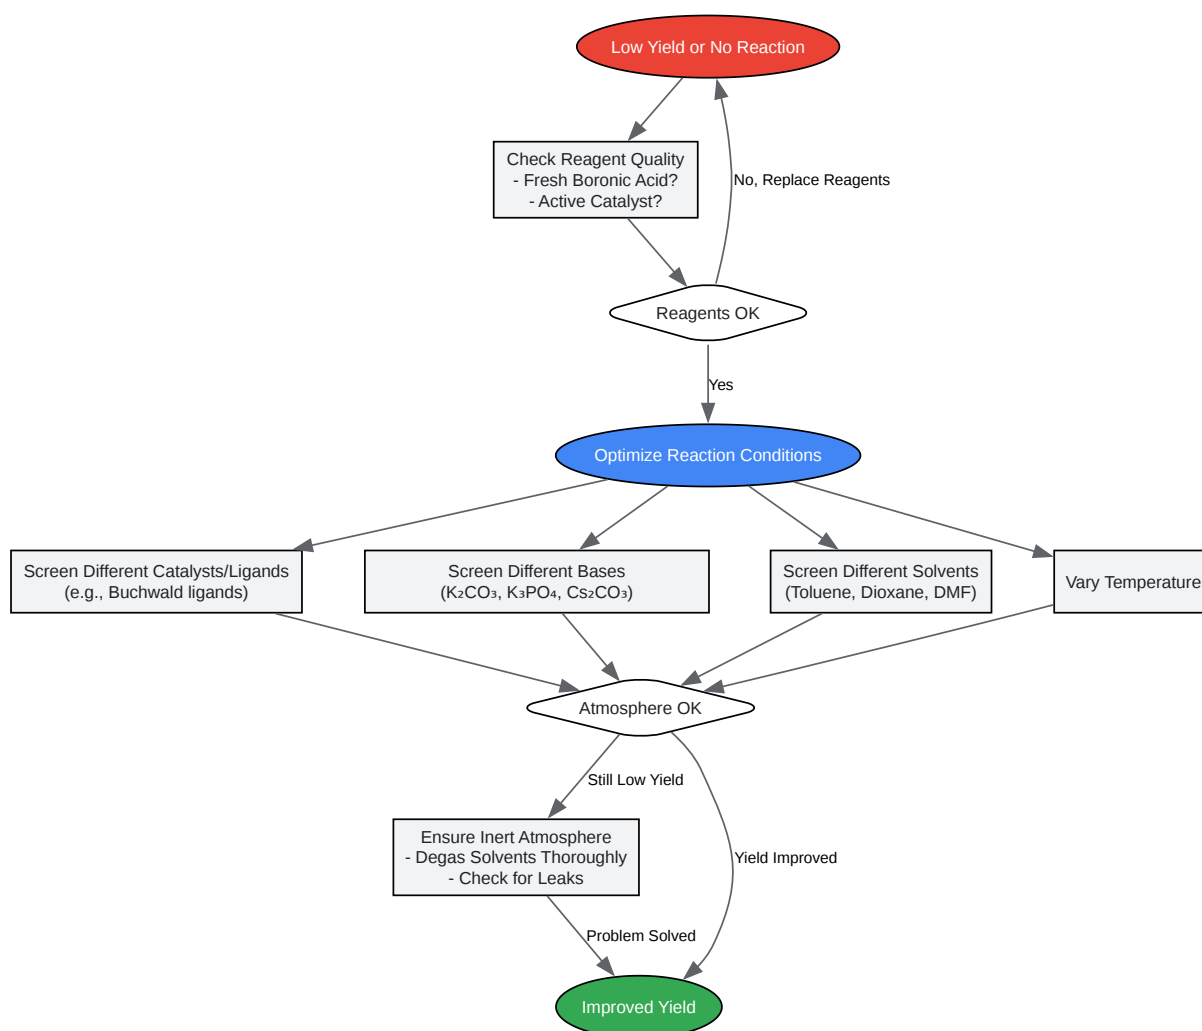 Low Yield or No Reaction
Check Reagent Quality
- Fresh Boronic Acid?
- Active Catalyst?
No, Replace Reagents
Reagents OK
Yes
Optimize Reaction Conditions
Screen Different Catalysts/Ligands
(e.g., Buchwald ligands)
Screen Different Bases
(K₂CO₃, K₃PO₄, Cs₂CO₃)
Screen Different Solvents
(Toluene, Dioxane, DMF)
Vary Temperature
Atmosphere OK
Still Low Yield
Ensure Inert Atmosphere
- Degas Solvents Thoroughly
- Check for Leaks
Yield Improved
Problem Solved
Improved Yield